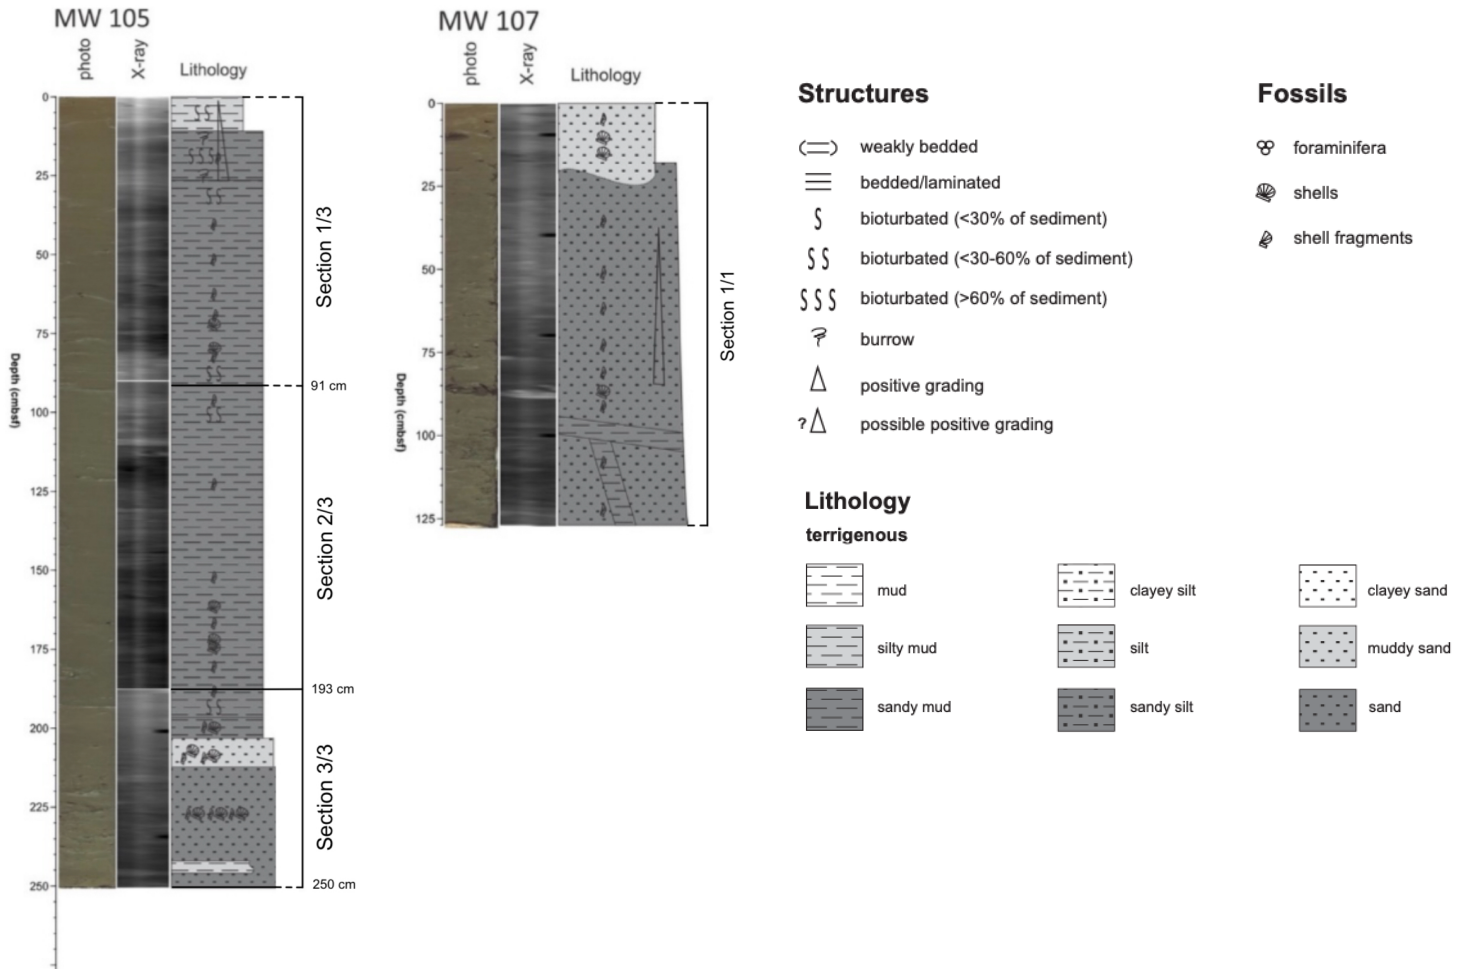 MW 105
photo
X-ray
Lithology
0
25
50
75
100
125
150
175
200
225
250
Depth (cmbsf)
Section 1/3
91 cm
Section 2/3
193 cm
Section 3/3
250 cm
MW 107
photo
X-ray
Lithology
0
25
50
75
100
125
Depth (cmbsf)
Section 1/1
Structures
weakly bedded
bedded/laminated
bioturbated (<30% of sediment)
bioturbated (<30-60% of sediment)
bioturbated (>60% of sediment)
burrow
positive grading
? possible positive grading
Fossils
foraminifera
shells
shell fragments
Lithology
terrigenous
mud
clayey silt
clayey sand
silty mud
silt
muddy sand
sandy mud
sandy silt
sand